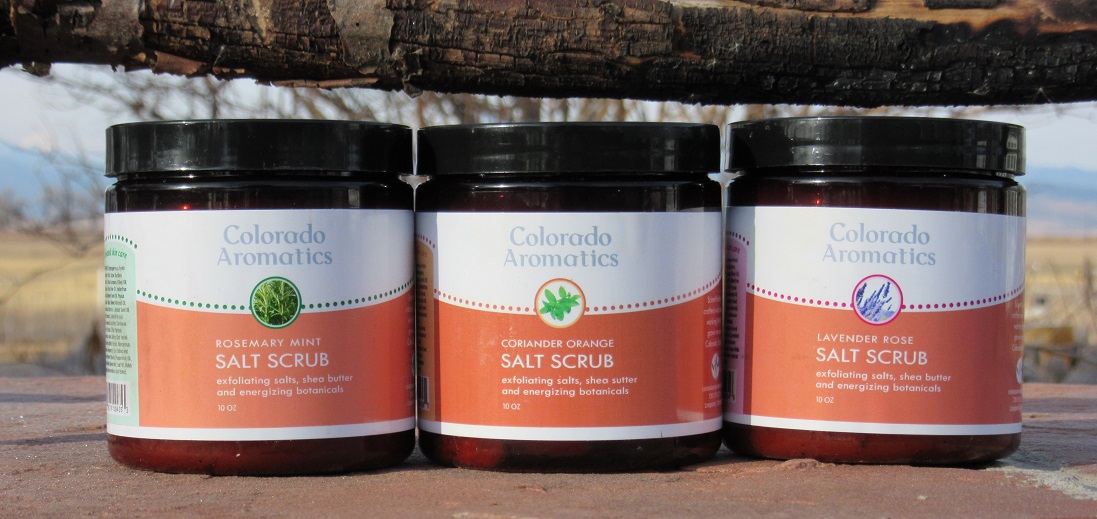 Colorado
Aromatics
ROSEMARY MINT
SALT SCRUB
exfoliating salts, shea butter
and energizing botanicals
10 OZ
Colorado
Aromatics
CORIANDER ORANGE
SALT SCRUB
exfoliating salts, shea sutter
and energizing botanicals
10 OZ
Colorado
Aromatics
LAVENDER ROSE
SALT SCRUB
exfoliating salts, shea butter
and energizing botanicals
10 OZ